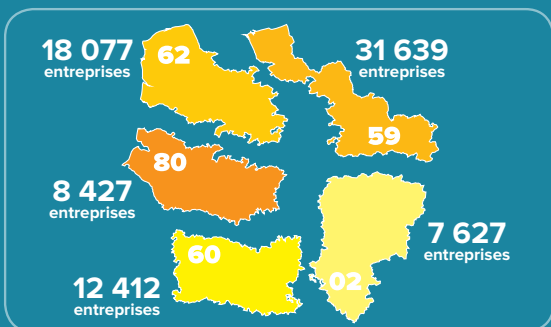 18 077
entreprises
62
31 639
entreprises
59
80
8 427
entreprises
60
12 412
entreprises
02
7 627
entreprises